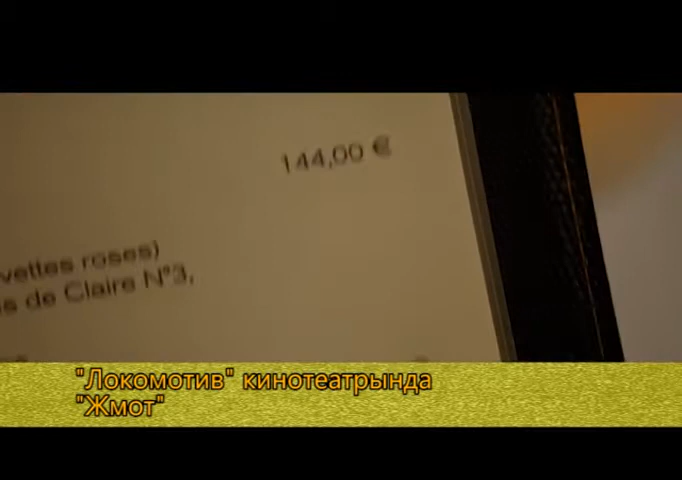 144,00 €
vettes roses)
s de Claire N°3,
"Локомотив" кинотеатрында
"Жмот"